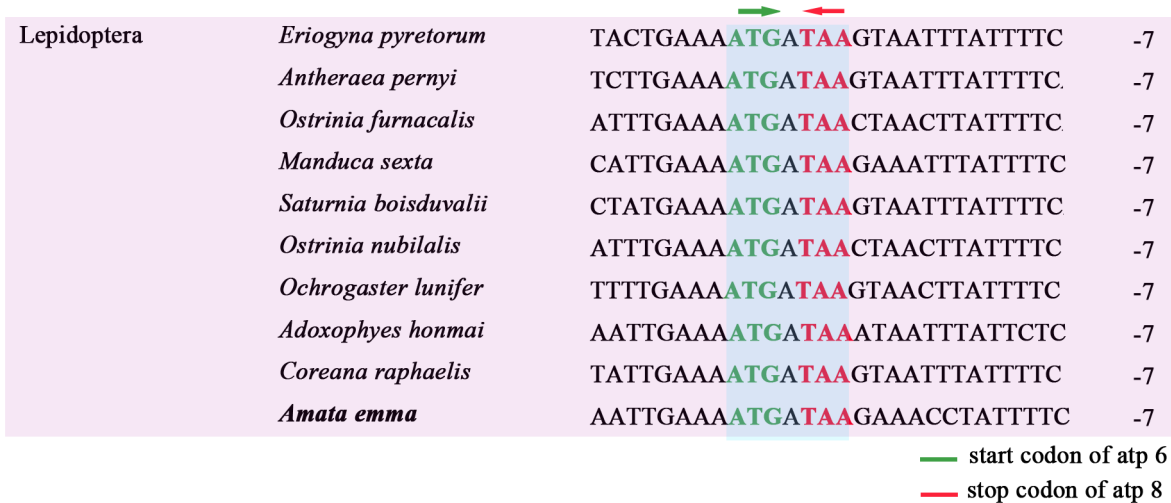 Lepidoptera Eriogyna pyretorum TACTGAAAATGATAAGTAATTTATTTTC -7
Antheraea pernyi TCTTGAAAATGATAAGTAATTTATTTTC -7
Ostrinia furnacalis ATTTGAAAATGATAACTAACTTATTTTC -7
Manduca sexta CATTGAAAATGATAAGAAATTTATTTTC -7
Saturnia boisduvalii CTATGAAAATGATAAGTAATTTATTTTC -7
Ostrinia nubilalis ATTTGAAAATGATAACTAACTTATTTTC -7
Ochrogaster lunifer TTTTGAAAATGATAAGTAACTTATTTTC -7
Adoxophyes honmai AATTGAAAATGATAAATAATTTATTCTC -7
Coreana raphaelis TATTGAAAATGATAAGTAATTTATTTTC -7
Amata emma AATTGAAAATGATAAGAAACCTATTTTC -7
start codon of atp 6
stop codon of atp 8